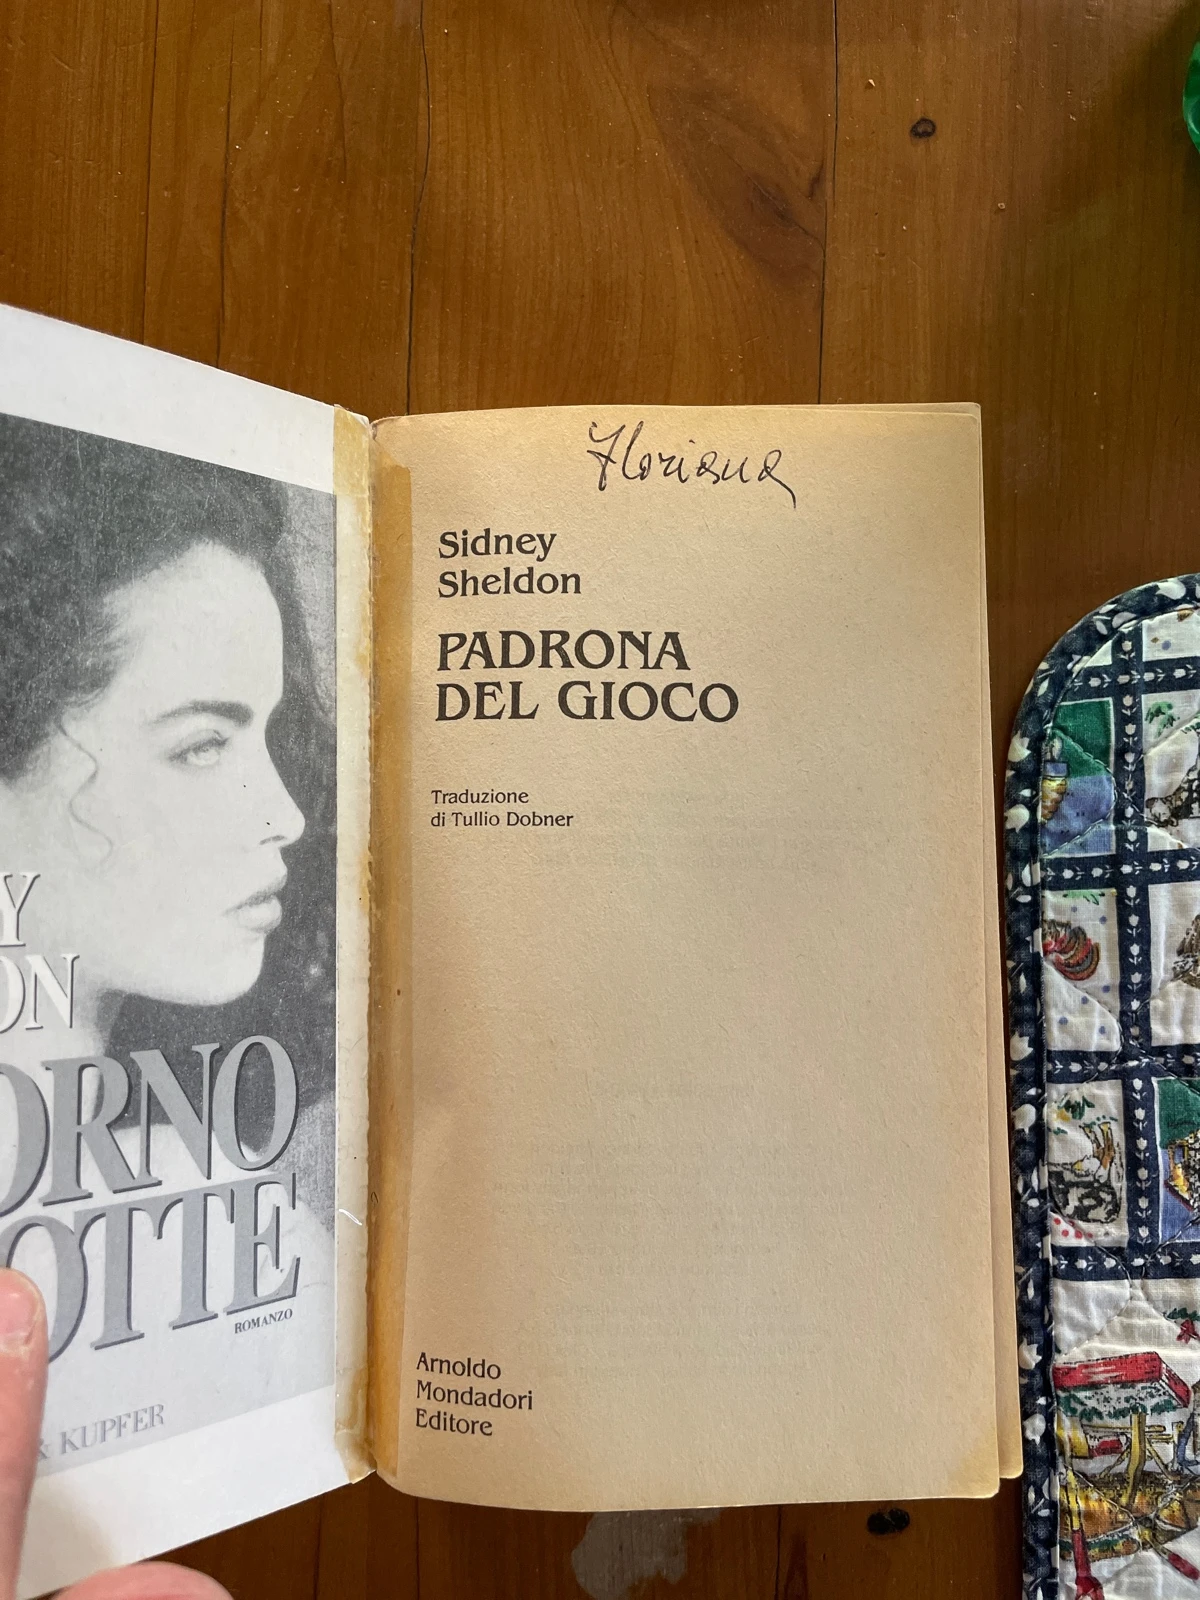 ORNO
OTTE
ROMANZO
& KUPFER
Floriana
Sidney
Sheldon
PADRONA
DEL GIOCO
Traduzione
di Tullio Dobner
Arnoldo
Mondadori
Editore